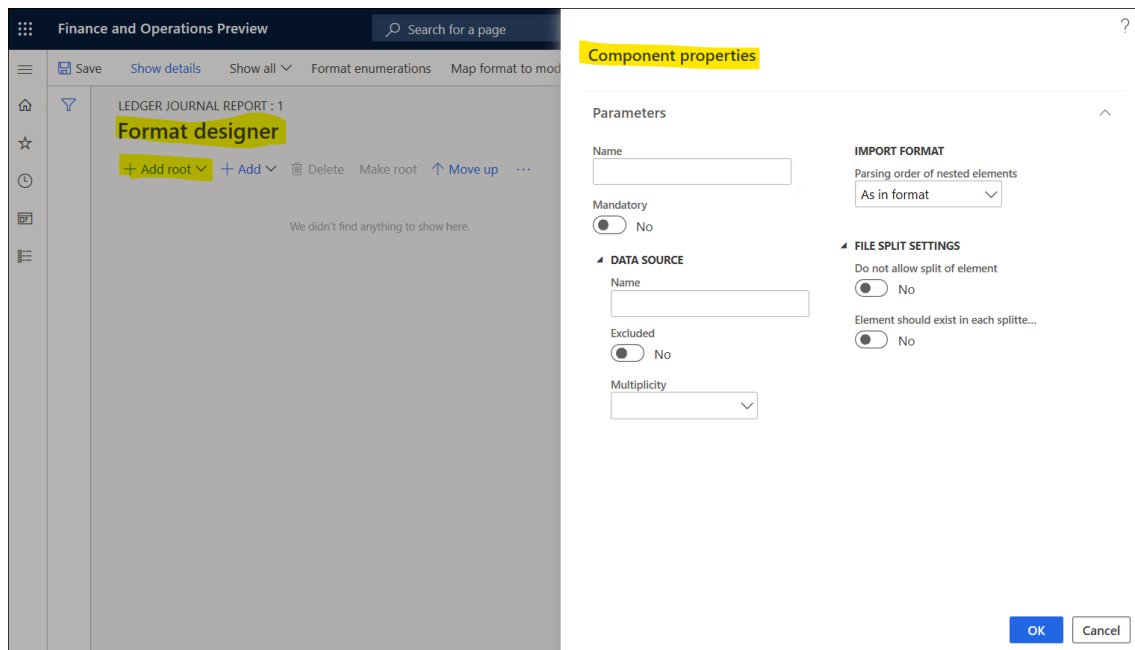 Finance and Operations Preview
Search for a page
?
Save Show details Show all Format enumerations Map format to mod
LEDGER JOURNAL REPORT : 1
Format designer
+ Add root + Add Delete Make root ↑ Move up ...
We didn't find anything to show here.
Component properties
Parameters
Name
Mandatory
No
DATA SOURCE
Name
Excluded
No
Multiplicity
IMPORT FORMAT
Parsing order of nested elements
As in format
FILE SPLIT SETTINGS
Do not allow split of element
No
Element should exist in each splitte...
No
OK Cancel